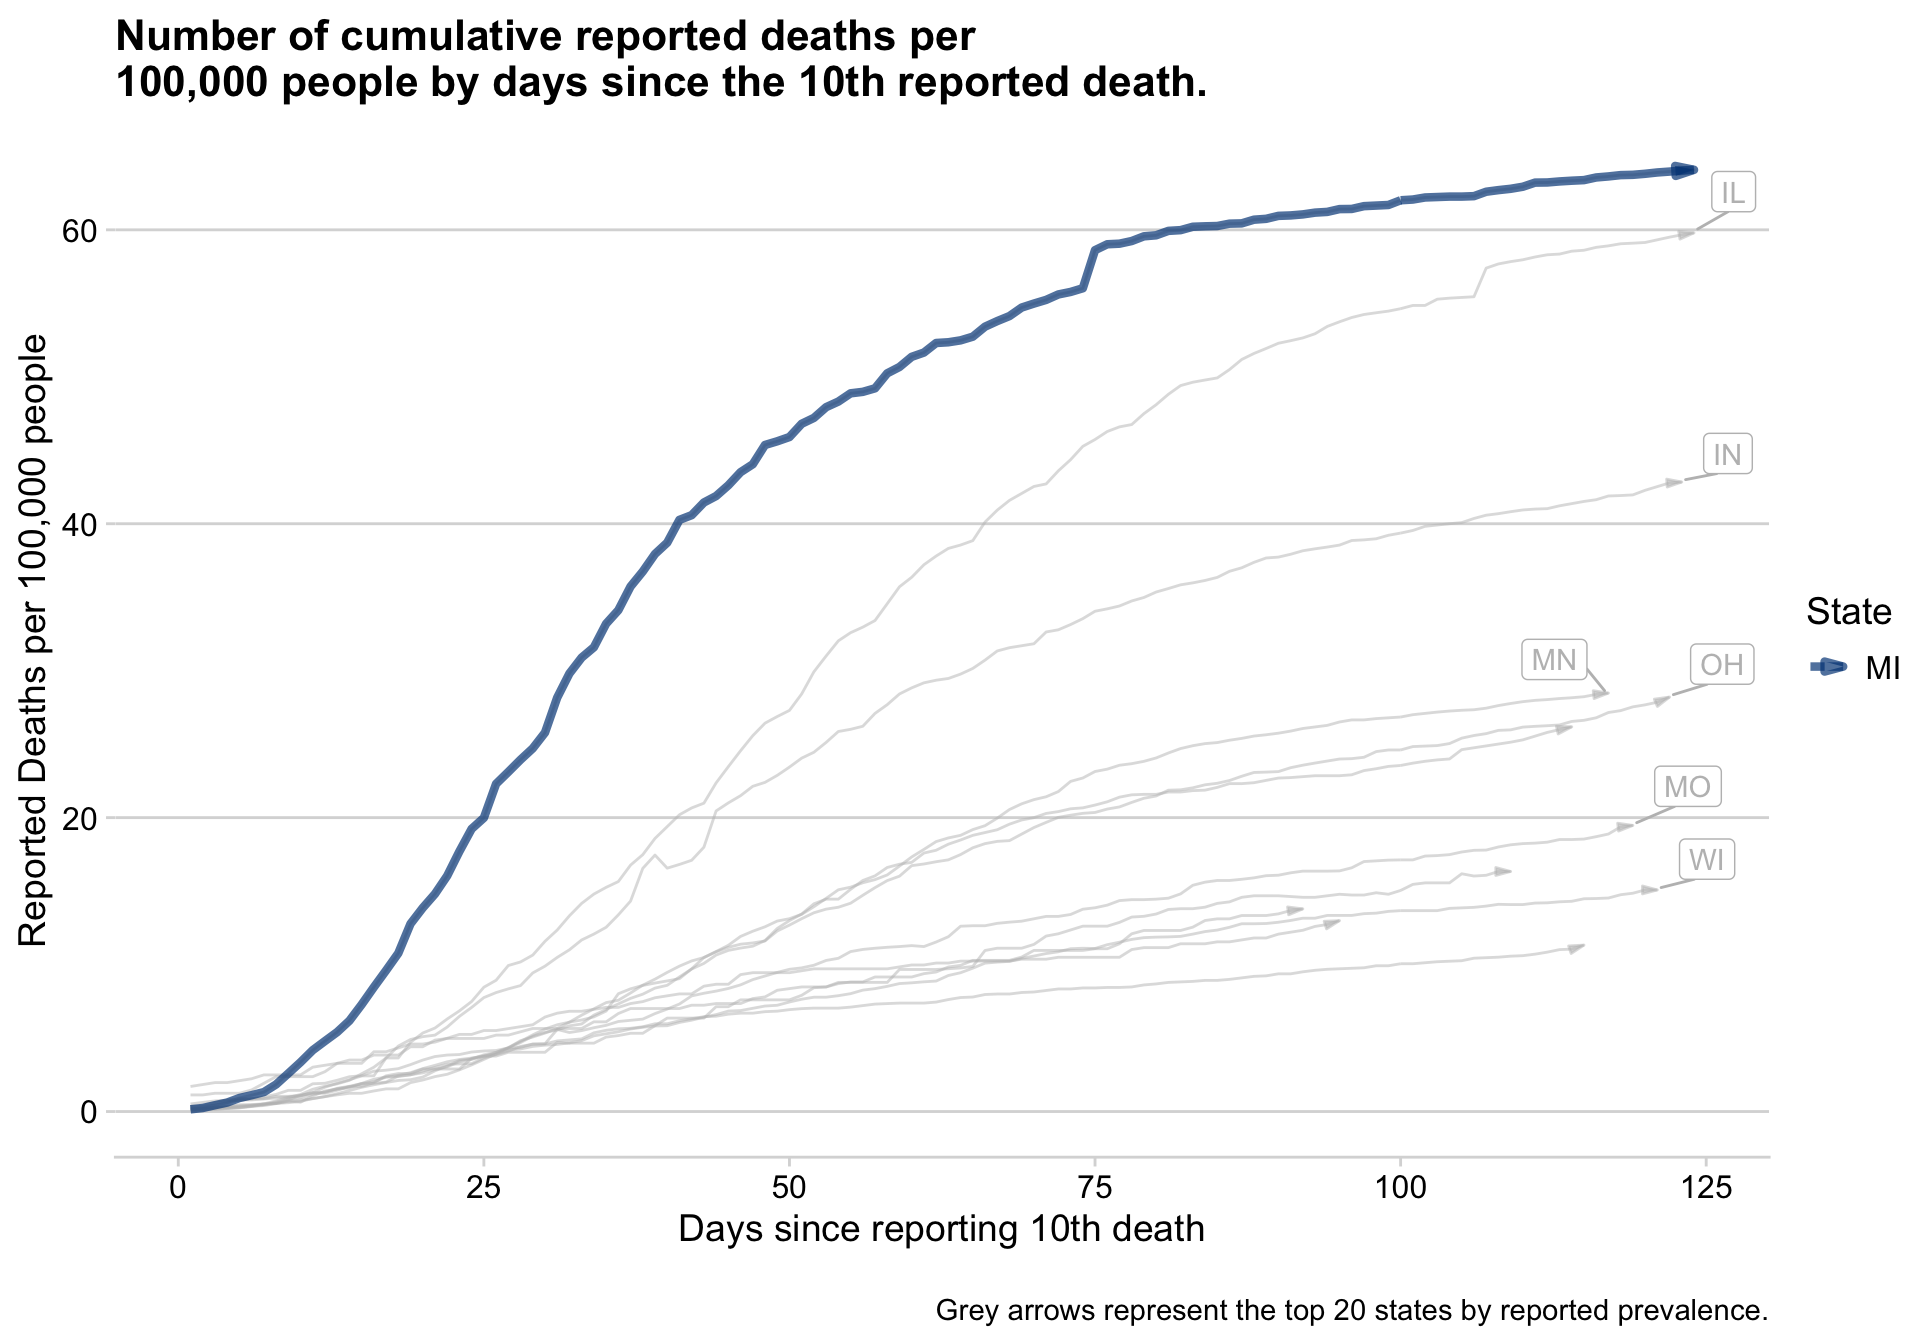 Number of cumulative reported deaths per
100,000 people by days since the 10th reported death.
Reported Deaths per 100,000 people
60
40
20
0
IL
IN
MN
OH
MO
WI
State
MI
0
25
50
75
100
125
Days since reporting 10th death
Grey arrows represent the top 20 states by reported prevalence.